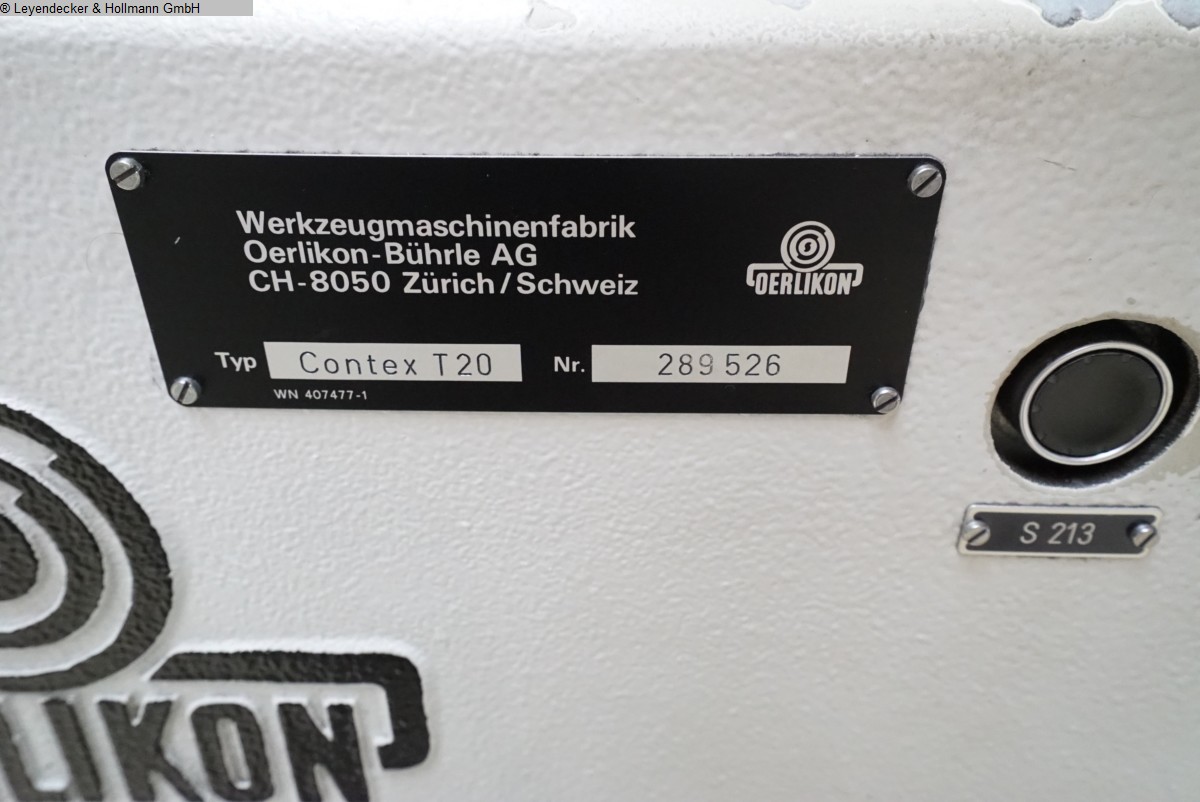 ® Leyendecker & Hollmann GmbH
Werkzeugmaschinenfabrik
Oerlikon-Bührle AG
CH-8050 Zürich/Schweiz
OERLIKON
Typ Contex T20 Nr. 289 526
WN 407477-1
S 213
LIKON